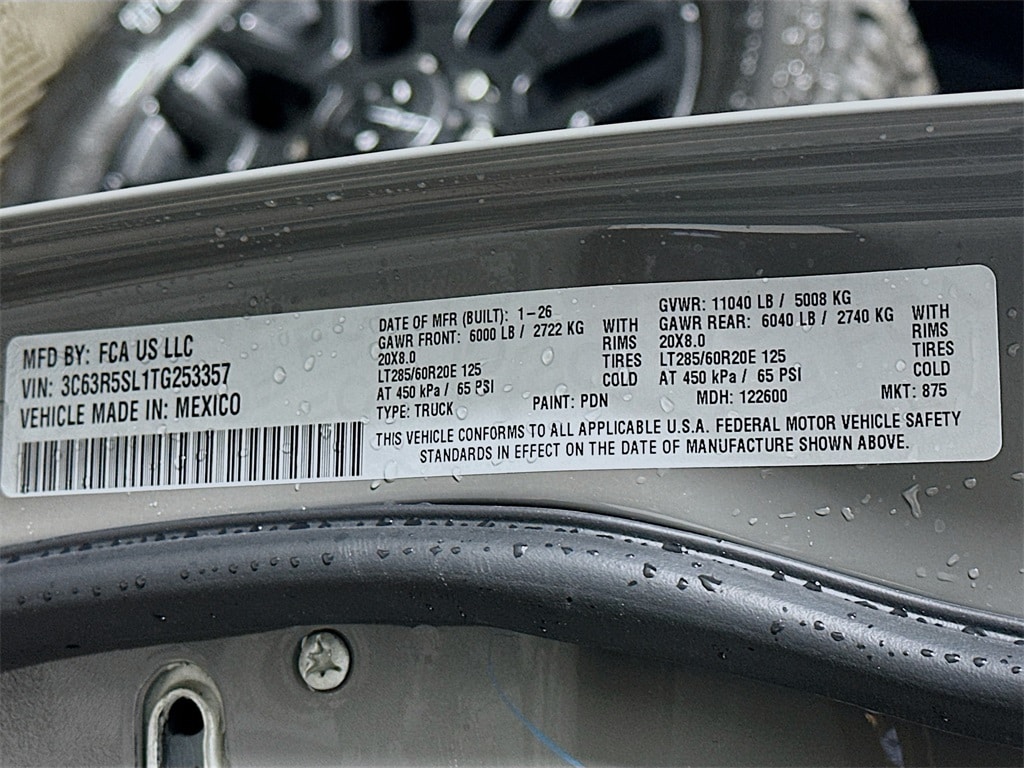 MFD BY: FCA US LLC
VIN: 3C63R5SL1TG253357
VEHICLE MADE IN: MEXICO
DATE OF MFR (BUILT): 1-26
GAWR FRONT: 6000 LB / 2722 KG
20X8.0
LT285/60R20E 125
AT 450 kPa / 65 PSI
WITH
RIMS
TIRES
COLD
TYPE: TRUCK
PAINT: PDN
GVWR: 11040 LB / 5008 KG
GAWR REAR: 6040 LB / 2740 KG
20X8.0
LT285/60R20E 125
AT 450 kPa / 65 PSI
WITH
RIMS
TIRES
COLD
MDH: 122600
MKT: 875
THIS VEHICLE CONFORMS TO ALL APPLICABLE U.S.A. FEDERAL MOTOR VEHICLE SAFETY
STANDARDS IN EFFECT ON THE DATE OF MANUFACTURE SHOWN ABOVE.